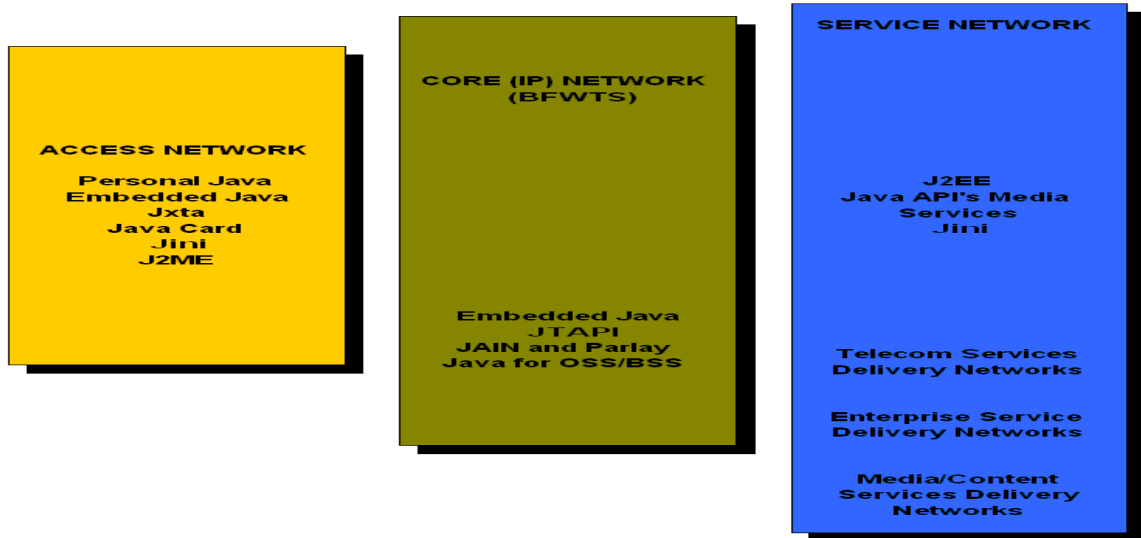 ACCESS NETWORK
Personal Java
Embedded Java
Jxta
Java Card
Jini
J2ME
CORE (IP) NETWORK
(BFWTS)
Embedded Java
JTAPI
JAIN and Parlay
Java for OSS/BSS
SERVICE NETWORK
J2EE
Java API's Media
Services
Jini
Telecom Services
Delivery Networks
Enterprise Service
Delivery Networks
Media/Content
Services Delivery
Networks